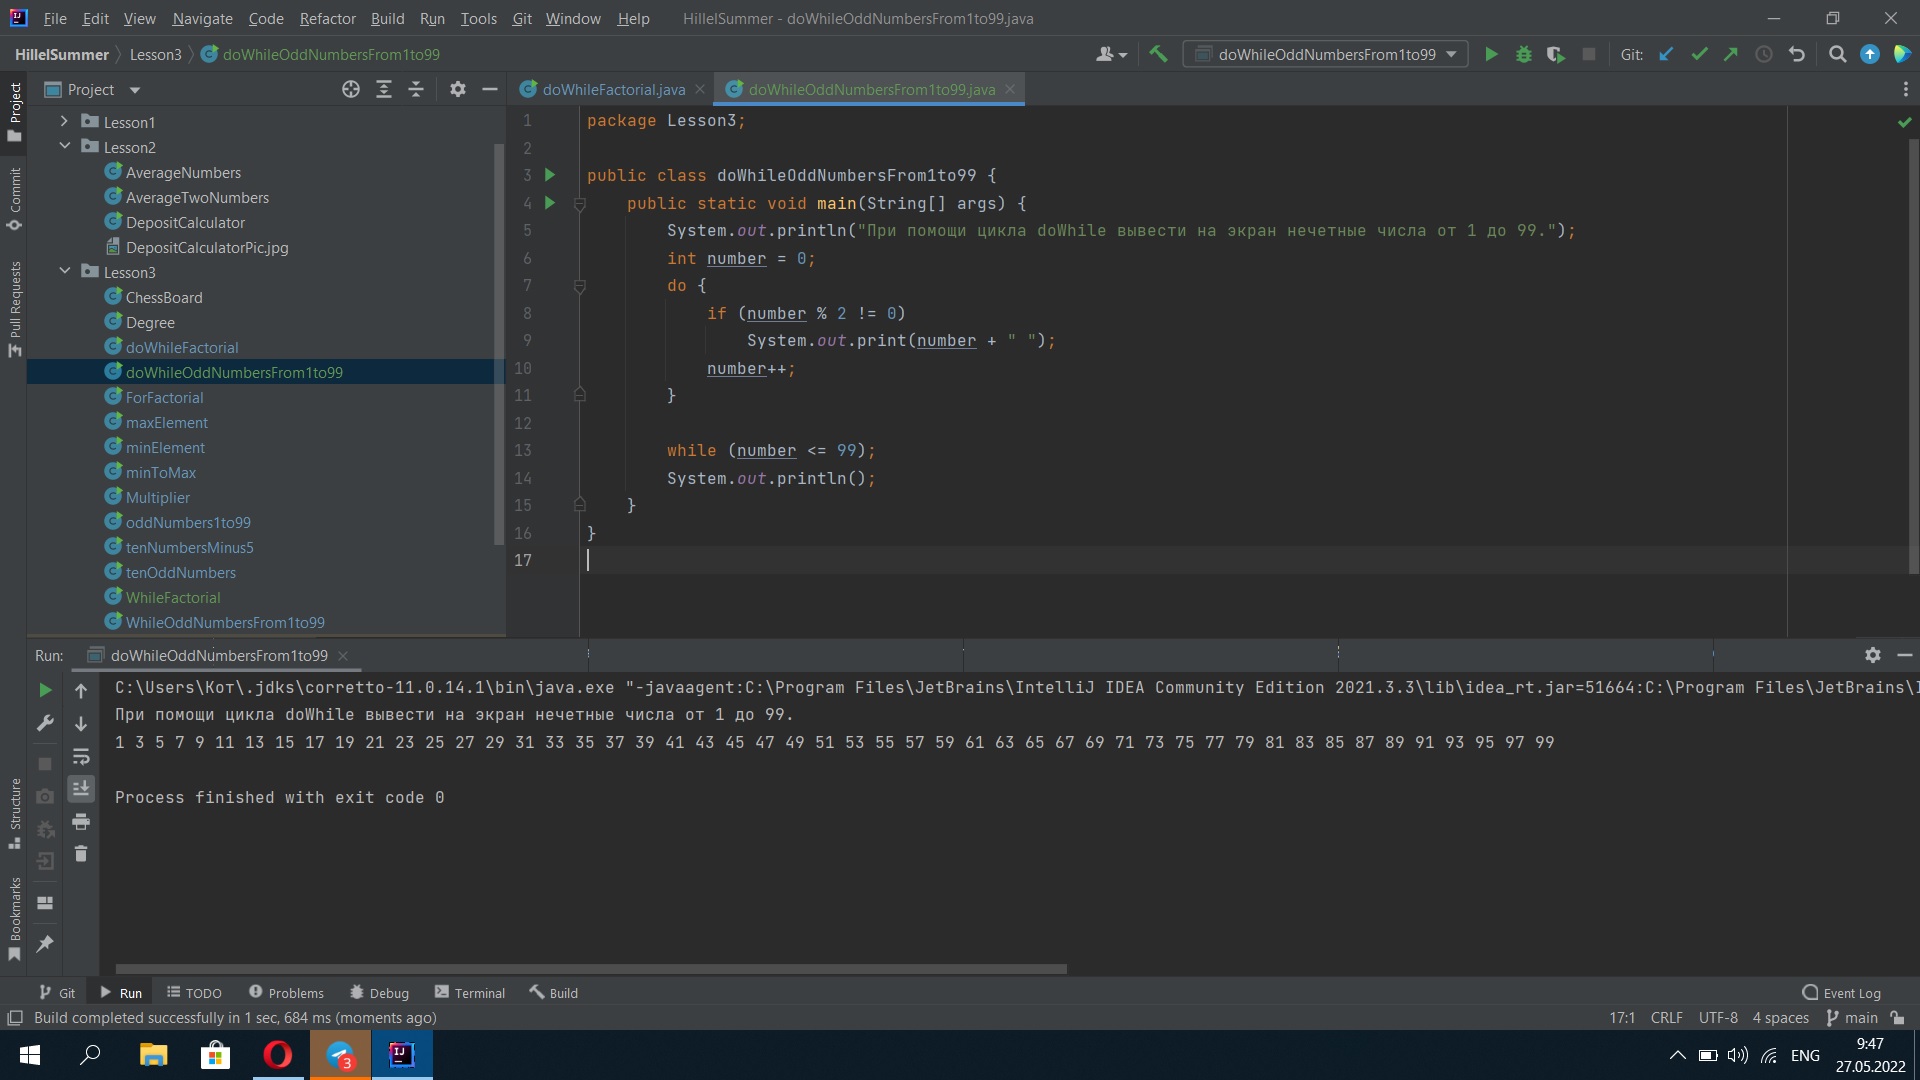 File Edit View Navigate Code Refactor Build Run Tools Git Window Help HillelSummer - doWhileOddNumbersFrom1to99.java
HillelSummer Lesson3 doWhileOddNumbersFrom1to99 doWhileOddNumbersFrom1to99 Git:
Project
Project
Commit
Pull Requests
Structure
Bookmarks
Lesson1
Lesson2
AverageNumbers
AverageTwoNumbers
DepositCalculator
DepositCalculatorPic.jpg
Lesson3
ChessBoard
Degree
doWhileFactorial
doWhileOddNumbersFrom1to99
ForFactorial
maxElement
minElement
minToMax
Multiplier
oddNumbers1to99
tenNumbersMinus5
tenOddNumbers
WhileFactorial
WhileOddNumbersFrom1to99
doWhileFactorial.java doWhileOddNumbersFrom1to99.java
1 package Lesson3;
2
3 public class doWhileOddNumbersFrom1to99 {
4 public static void main(String[] args) {
5 System.out.println("При помощи цикла doWhile вывести на экран нечетные числа от 1 до 99.");
6 int number = 0;
7 do {
8 if (number % 2 != 0)
9 System.out.print(number + " ");
10 number++;
11 }
12
13 while (number <= 99);
14 System.out.println();
15 }
16 }
17
Run: doWhileOddNumbersFrom1to99
C:\Users\Кот\.jdks\corretto-11.0.14.1\bin\java.exe "-javaagent:C:\Program Files\JetBrains\IntelliJ IDEA Community Edition 2021.3.3\lib\idea_rt.jar=51664:C:\Program Files\JetBrains\I
При помощи цикла doWhile вывести на экран нечетные числа от 1 до 99.
1 3 5 7 9 11 13 15 17 19 21 23 25 27 29 31 33 35 37 39 41 43 45 47 49 51 53 55 57 59 61 63 65 67 69 71 73 75 77 79 81 83 85 87 89 91 93 95 97 99
Process finished with exit code 0
Git Run TODO Problems Debug Terminal Build Event Log
Build completed successfully in 1 sec, 684 ms (moments ago) 17:1 CRLF UTF-8 4 spaces main
3 IJ ENG 9:47
27.05.2022